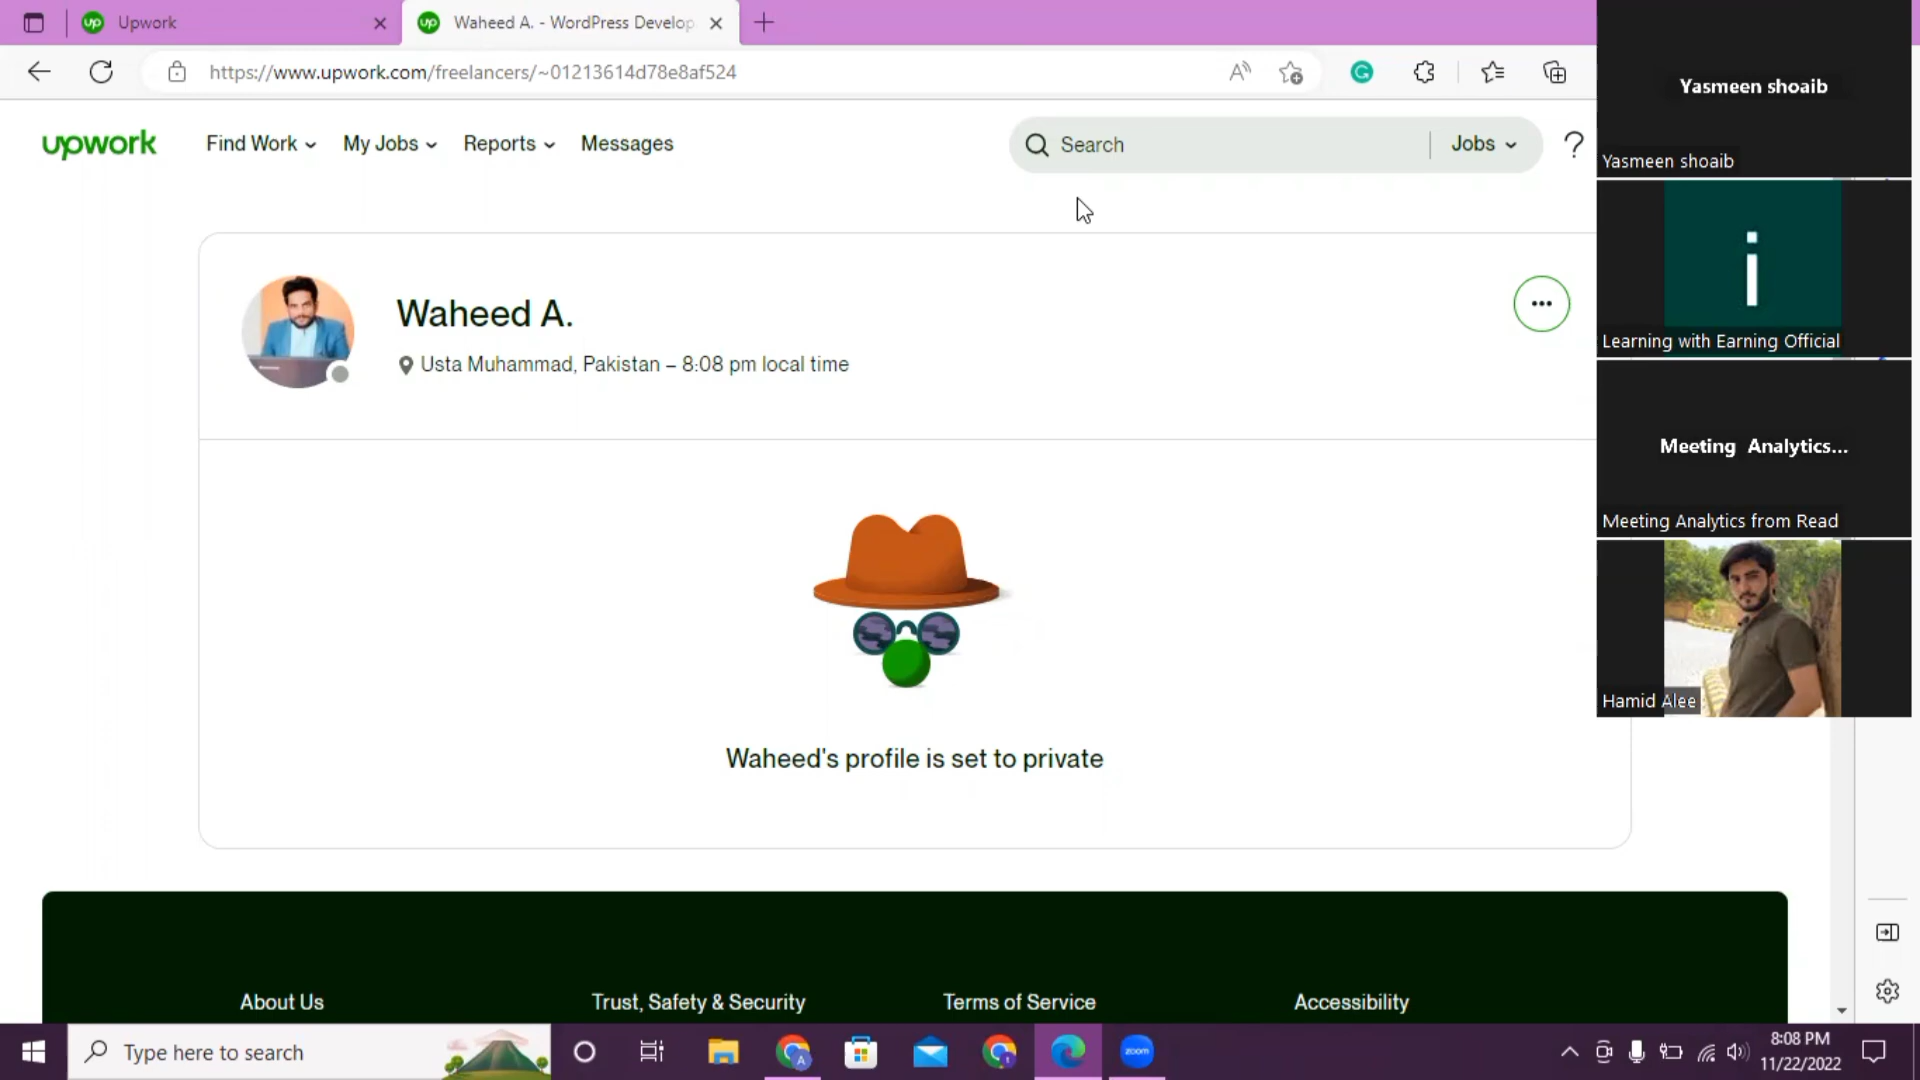 Upwork
Waheed A. - WordPress Develop
https://www.upwork.com/freelancers/~01213614d78e8af524
upwork
Find Work
My Jobs
Reports
Messages
Search
Jobs
?
Waheed A.
Usta Muhammad, Pakistan – 8:08 pm local time
Waheed's profile is set to private
About Us
Trust, Safety & Security
Terms of Service
Accessibility
Yasmeen shoaib
Yasmeen shoaib
i
Learning with Earning Official
Meeting Analytics...
Meeting Analytics from Read
Hamid Alee
Type here to search
zoom
8:08 PM
11/22/2022